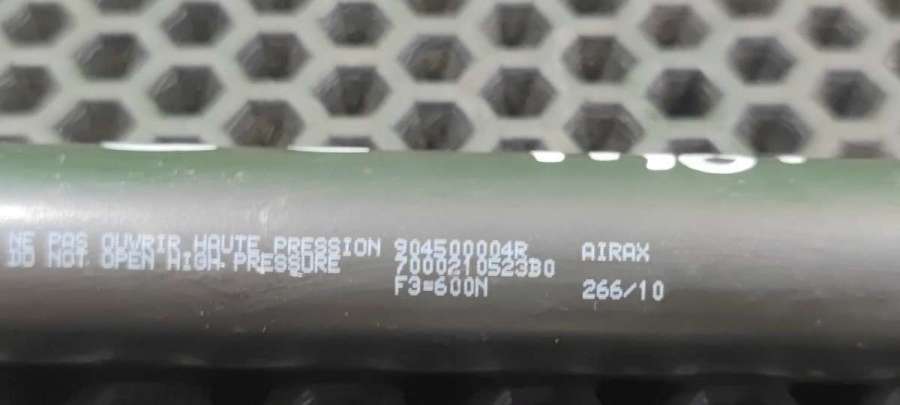 NE PAS OUVRIR HAUTE PRESSION 904500004R AIRAX
DO NOT OPEN HIGH PRESSURE 7000210523B0
F3=600N 266/10